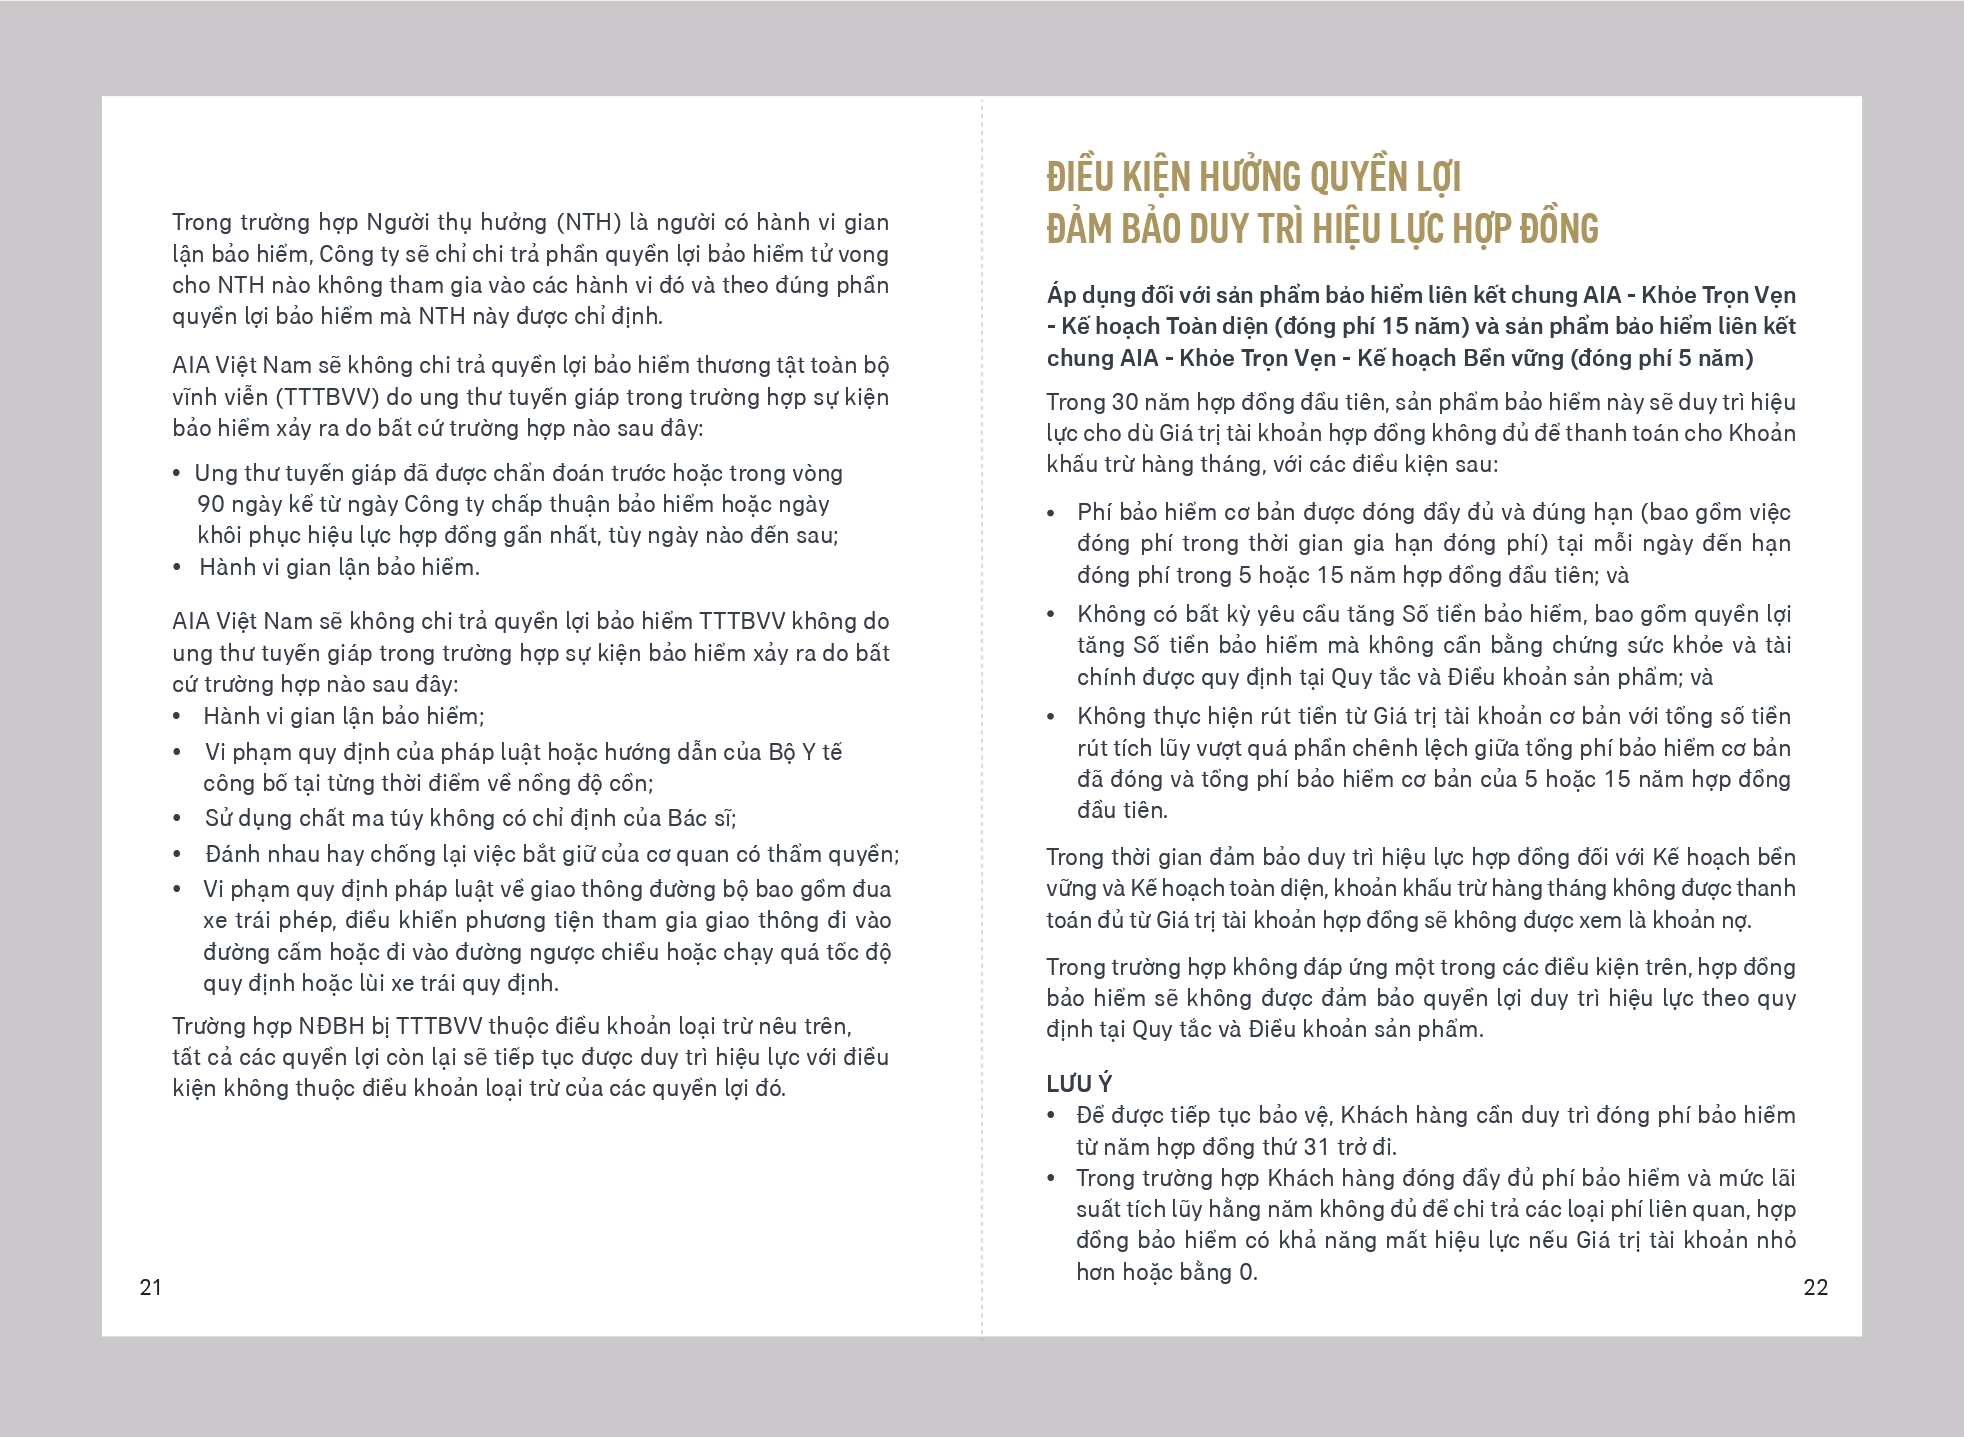 Trong trường hợp Người thụ hưởng (NTH) là người có hành vi gian
lận bảo hiểm, Công ty sẽ chỉ chi trả phần quyền lợi bảo hiểm tử vong
cho NTH nào không tham gia vào các hành vi đó và theo đúng phần
quyền lợi bảo hiểm mà NTH này được chỉ định.
AIA Việt Nam sẽ không chi trả quyền lợi bảo hiểm thương tật toàn bộ
vĩnh viễn (TTTBVV) do ung thư tuyến giáp trong trường hợp sự kiện
bảo hiểm xảy ra do bất cứ trường hợp nào sau đây:
• Ung thư tuyến giáp đã được chẩn đoán trước hoặc trong vòng
90 ngày kể từ ngày Công ty chấp thuận bảo hiểm hoặc ngày
khôi phục hiệu lực hợp đồng gần nhất, tùy ngày nào đến sau;
• Hành vi gian lận bảo hiểm.
AIA Việt Nam sẽ không chi trả quyền lợi bảo hiểm TTTBVV không do
ung thư tuyến giáp trong trường hợp sự kiện bảo hiểm xảy ra do bất
cứ trường hợp nào sau đây:
• Hành vi gian lận bảo hiểm;
• Vi phạm quy định của pháp luật hoặc hướng dẫn của Bộ Y tế
công bố tại từng thời điểm về nồng độ cồn;
• Sử dụng chất ma túy không có chỉ định của Bác sĩ;
• Đánh nhau hay chống lại việc bắt giữ của cơ quan có thẩm quyền;
• Vi phạm quy định pháp luật về giao thông đường bộ bao gồm đua
xe trái phép, điều khiển phương tiện tham gia giao thông đi vào
đường cấm hoặc đi vào đường ngược chiều hoặc chạy quá tốc độ
quy định hoặc lùi xe trái quy định.
Trường hợp NĐBH bị TTTBVV thuộc điều khoản loại trừ nêu trên,
tất cả các quyền lợi còn lại sẽ tiếp tục được duy trì hiệu lực với điều
kiện không thuộc điều khoản loại trừ của các quyền lợi đó.
21
ĐIỀU KIỆN HƯỞNG QUYỀN LỢI
ĐẢM BẢO DUY TRÌ HIỆU LỰC HỢP ĐỒNG
Áp dụng đối với sản phẩm bảo hiểm liên kết chung AIA - Khỏe Trọn Vẹn
- Kế hoạch Toàn diện (đóng phí 15 năm) và sản phẩm bảo hiểm liên kết
chung AIA - Khỏe Trọn Vẹn - Kế hoạch Bền vững (đóng phí 5 năm)
Trong 30 năm hợp đồng đầu tiên, sản phẩm bảo hiểm này sẽ duy trì hiệu
lực cho dù Giá trị tài khoản hợp đồng không đủ để thanh toán cho Khoản
khấu trừ hàng tháng, với các điều kiện sau:
• Phí bảo hiểm cơ bản được đóng đầy đủ và đúng hạn (bao gồm việc
đóng phí trong thời gian gia hạn đóng phí) tại mỗi ngày đến hạn
đóng phí trong 5 hoặc 15 năm hợp đồng đầu tiên; và
• Không có bất kỳ yêu cầu tăng Số tiền bảo hiểm, bao gồm quyền lợi
tăng Số tiền bảo hiểm mà không cần bằng chứng sức khỏe và tài
chính được quy định tại Quy tắc và Điều khoản sản phẩm; và
• Không thực hiện rút tiền từ Giá trị tài khoản cơ bản với tổng số tiền
rút tích lũy vượt quá phần chênh lệch giữa tổng phí bảo hiểm cơ bản
đã đóng và tổng phí bảo hiểm cơ bản của 5 hoặc 15 năm hợp đồng
đầu tiên.
Trong thời gian đảm bảo duy trì hiệu lực hợp đồng đối với Kế hoạch bền
vững và Kế hoạch toàn diện, khoản khấu trừ hàng tháng không được thanh
toán đủ từ Giá trị tài khoản hợp đồng sẽ không được xem là khoản nợ.
Trong trường hợp không đáp ứng một trong các điều kiện trên, hợp đồng
bảo hiểm sẽ không được đảm bảo quyền lợi duy trì hiệu lực theo quy
định tại Quy tắc và Điều khoản sản phẩm.
LƯU Ý
• Để được tiếp tục bảo vệ, Khách hàng cần duy trì đóng phí bảo hiểm
từ năm hợp đồng thứ 31 trở đi.
• Trong trường hợp Khách hàng đóng đầy đủ phí bảo hiểm và mức lãi
suất tích lũy hằng năm không đủ để chi trả các loại phí liên quan, hợp
đồng bảo hiểm có khả năng mất hiệu lực nếu Giá trị tài khoản nhỏ
hơn hoặc bằng 0.
22